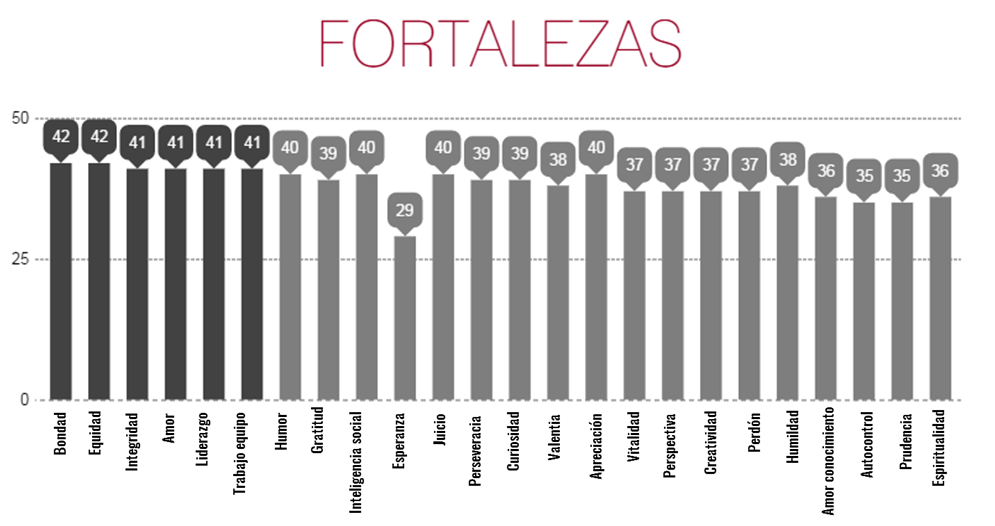 FORTALEZAS
50
25
0
42
42
41
41
41
41
40
39
40
29
40
39
39
38
40
37
37
37
37
38
36
35
35
36
Bondad
Equidad
Integridad
Amor
Liderazgo
Trabajo equipo
Humor
Gratitud
Inteligencia social
Esperanza
Juicio
Perseveracia
Curiosidad
Valentia
Apreciación
Vitalidad
Perspectiva
Creatividad
Perdón
Humildad
Amor conocimiento
Autocontrol
Prudencia
Espiritualidad